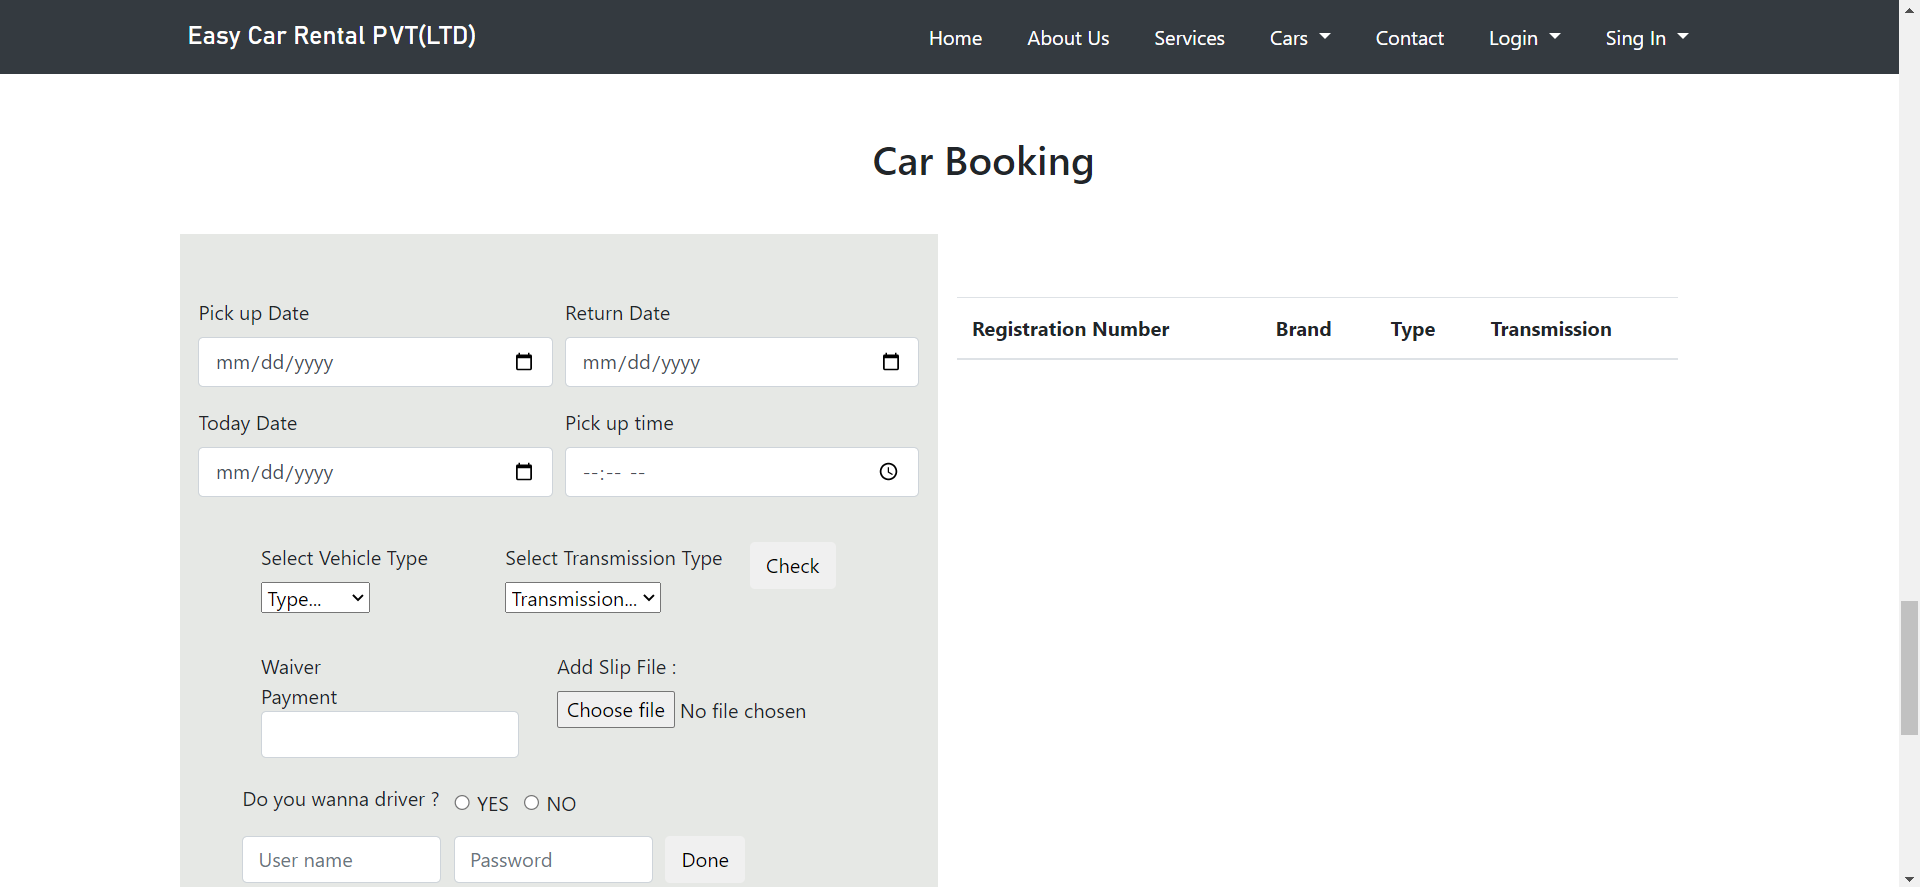 Easy Car Rental PVT(LTD)
Home About Us Services Cars Contact Login Sing In
Car Booking
Pick up Date Return Date
mm/dd/yyyy mm/dd/yyyy
Today Date Pick up time
mm/dd/yyyy --:-- --
Select Vehicle Type Select Transmission Type Check
Type... Transmission...
Waiver
Payment
Add Slip File :
Choose file No file chosen
Do you wanna driver ? YES NO
User name Password Done
Registration Number Brand Type Transmission